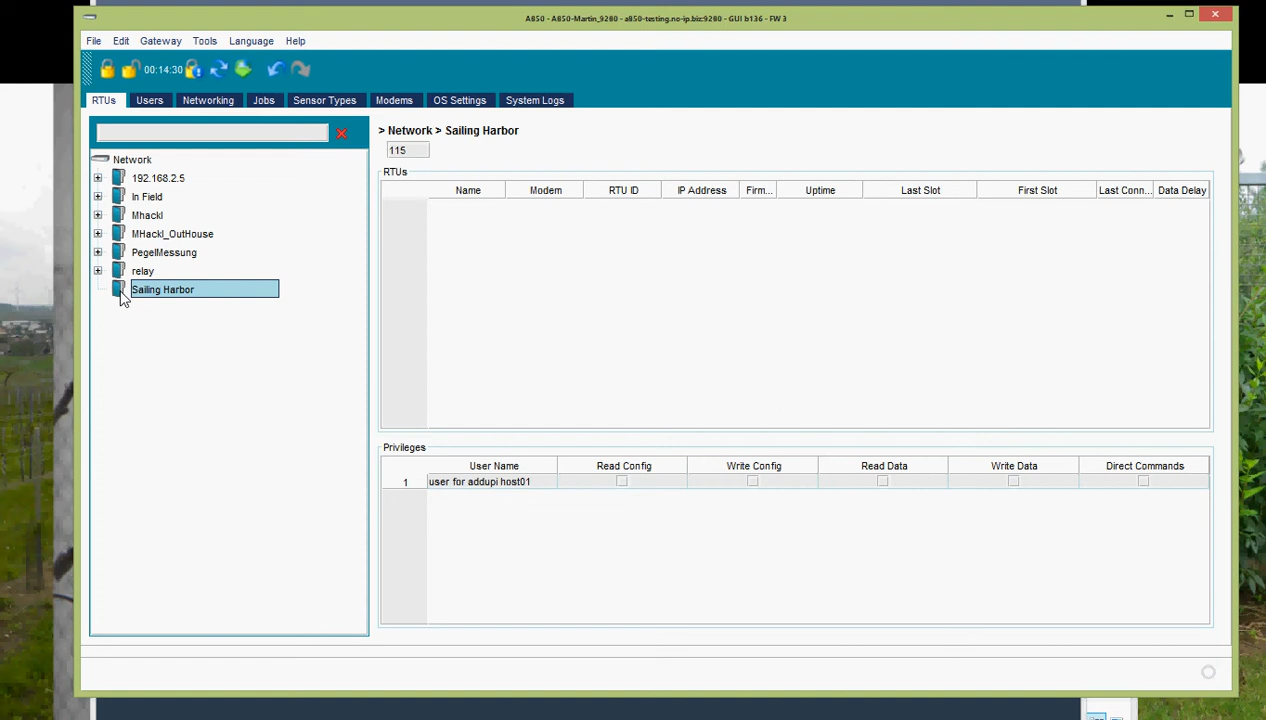 A850 - A850-Martin_9280 - a850-testing.no-ip.biz:9280 - GUI b136 - FW 3
File Edit Gateway Tools Language Help
00:14:30
RTUs Users Networking Jobs Sensor Types Modems OS Settings System Logs
Network
192.168.2.5
In Field
Mhackl
MHackl_OutHouse
PegelMessung
relay
Sailing Harbor
> Network > Sailing Harbor
115
RTUs
Name Modem RTU ID IP Address Firm... Uptime Last Slot First Slot Last Conn... Data Delay
Privileges
User Name Read Config Write Config Read Data Write Data Direct Commands
1 user for addupi host01